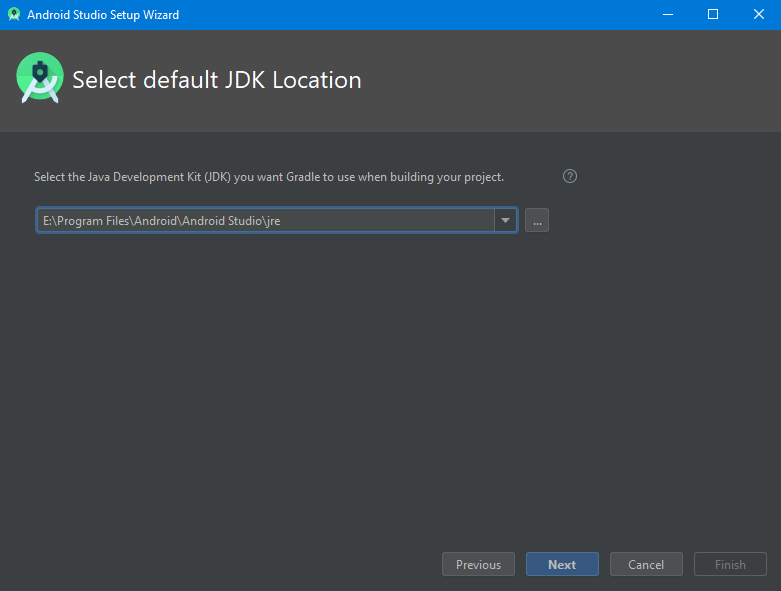 Android Studio Setup Wizard
Select default JDK Location
Select the Java Development Kit (JDK) you want Gradle to use when building your project.
?
E:\Program Files\Android\Android Studio\jre
...
Previous Next Cancel Finish